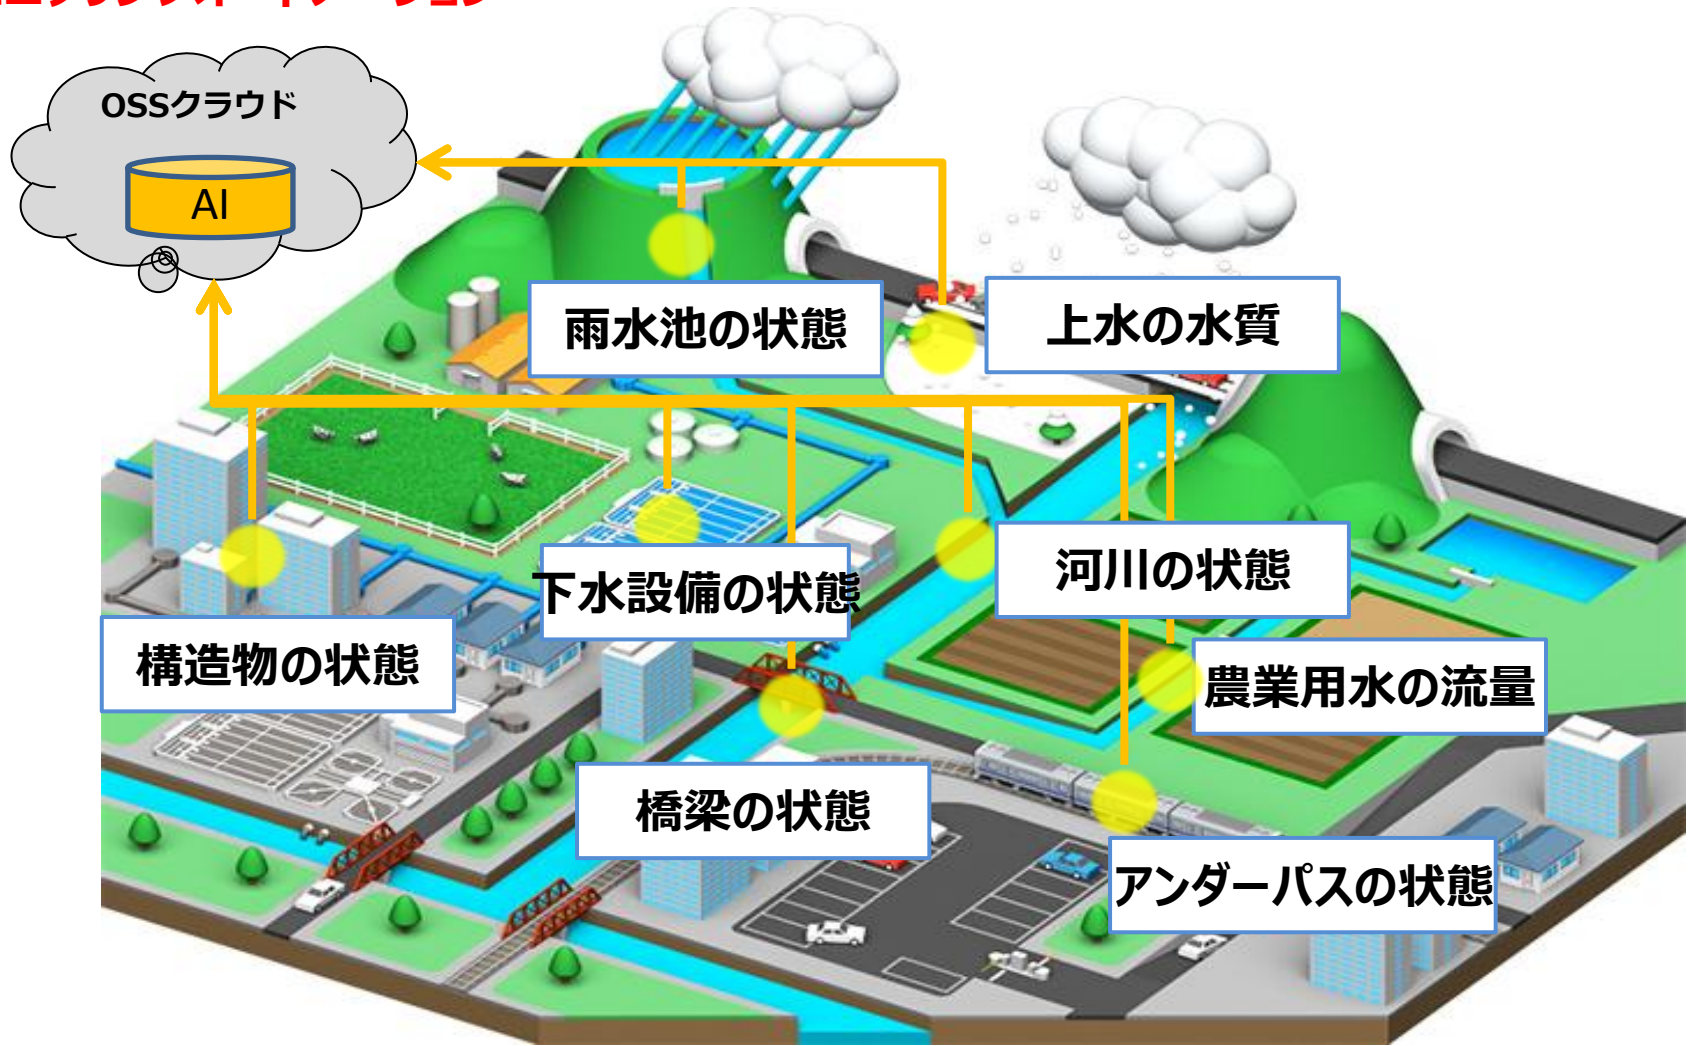 OSSクラウド
AI
雨水池の状態
上水の水質
下水設備の状態
河川の状態
構造物の状態
農業用水の流量
橋梁の状態
アンダーパスの状態